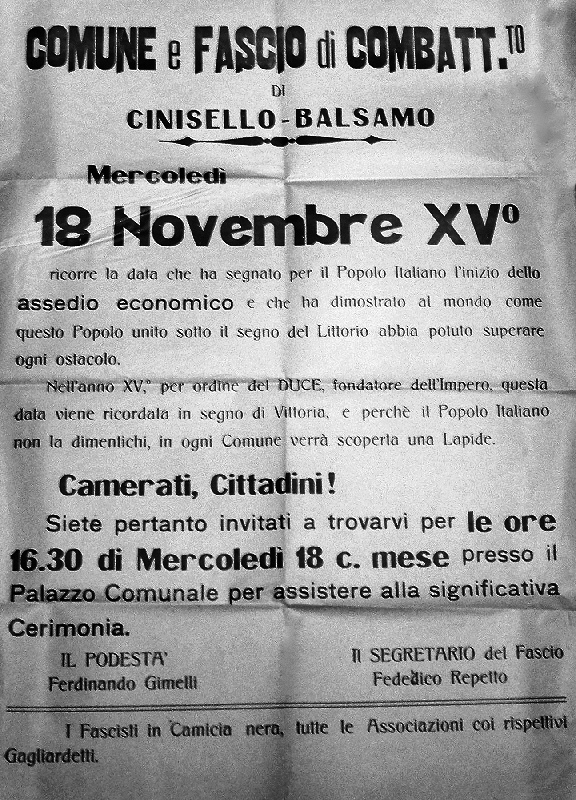 COMUNE e FASCIO di COMBATT.TO
DI
CINISELLO-BALSAMO
Mercoledì
18 Novembre XVº
ricorre la data che ha segnato per il Popolo Italiano l'inizio dello
assedio economico e che ha dimostrato al mondo come
questo Popolo unito sotto il segno del Littorio abbia potuto superare
ogni ostacolo.
Nell'anno XV,º per ordine del DUCE, fondatore dell'Impero, questa
data viene ricordata in segno di Vittoria, e perchè il Popolo Italiano
non la dimentichi, in ogni Comune verrà scoperta una Lapide.
Camerati, Cittadini!
Siete pertanto invitati a trovarvi per le ore
16.30 di Mercoledì 18 c. mese presso il
Palazzo Comunale per assistere alla significativa
Cerimonia.
IL PODESTA'
Ferdinando Gimelli
Il SEGRETARIO del Fascio
Repetto
I Fascisti in Camicia nera, tutte le Associazioni coi rispettivi
Gagliardetti.